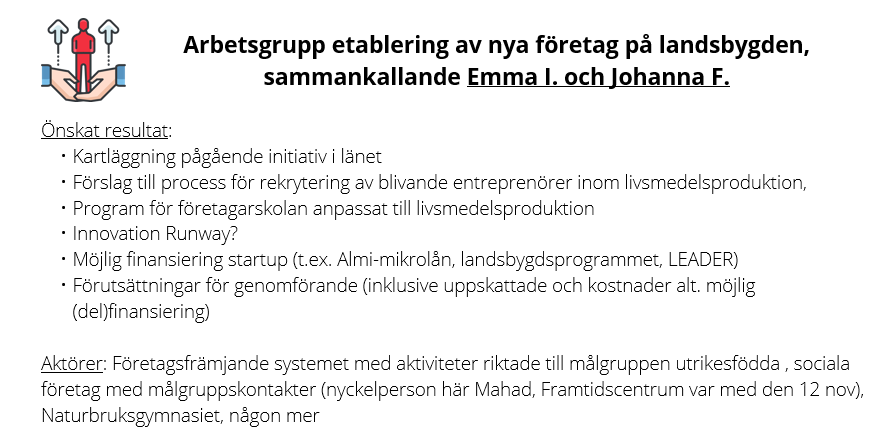 Arbetsgrupp etablering av nya företag på landsbygden,
sammankallande Emma I. och Johanna F.
Önskat resultat:
• Kartläggning pågående initiativ i länet
• Förslag till process för rekrytering av blivande entreprenörer inom livsmedelsproduktion,
• Program för företagarskolan anpassat till livsmedelsproduktion
• Innovation Runway?
• Möjlig finansiering startup (t.ex. Almi-mikrolån, landsbygdsprogrammet, LEADER)
• Förutsättningar för genomförande (inklusive uppskattade och kostnader alt. möjlig
(del)finansiering)
Aktörer: Företagsfrämjande systemet med aktiviteter riktade till målgruppen utrikesfödda , sociala
företag med målgruppskontakter (nyckelperson här Mahad, Framtidscentrum var med den 12 nov),
Naturbruksgymnasiet, någon mer